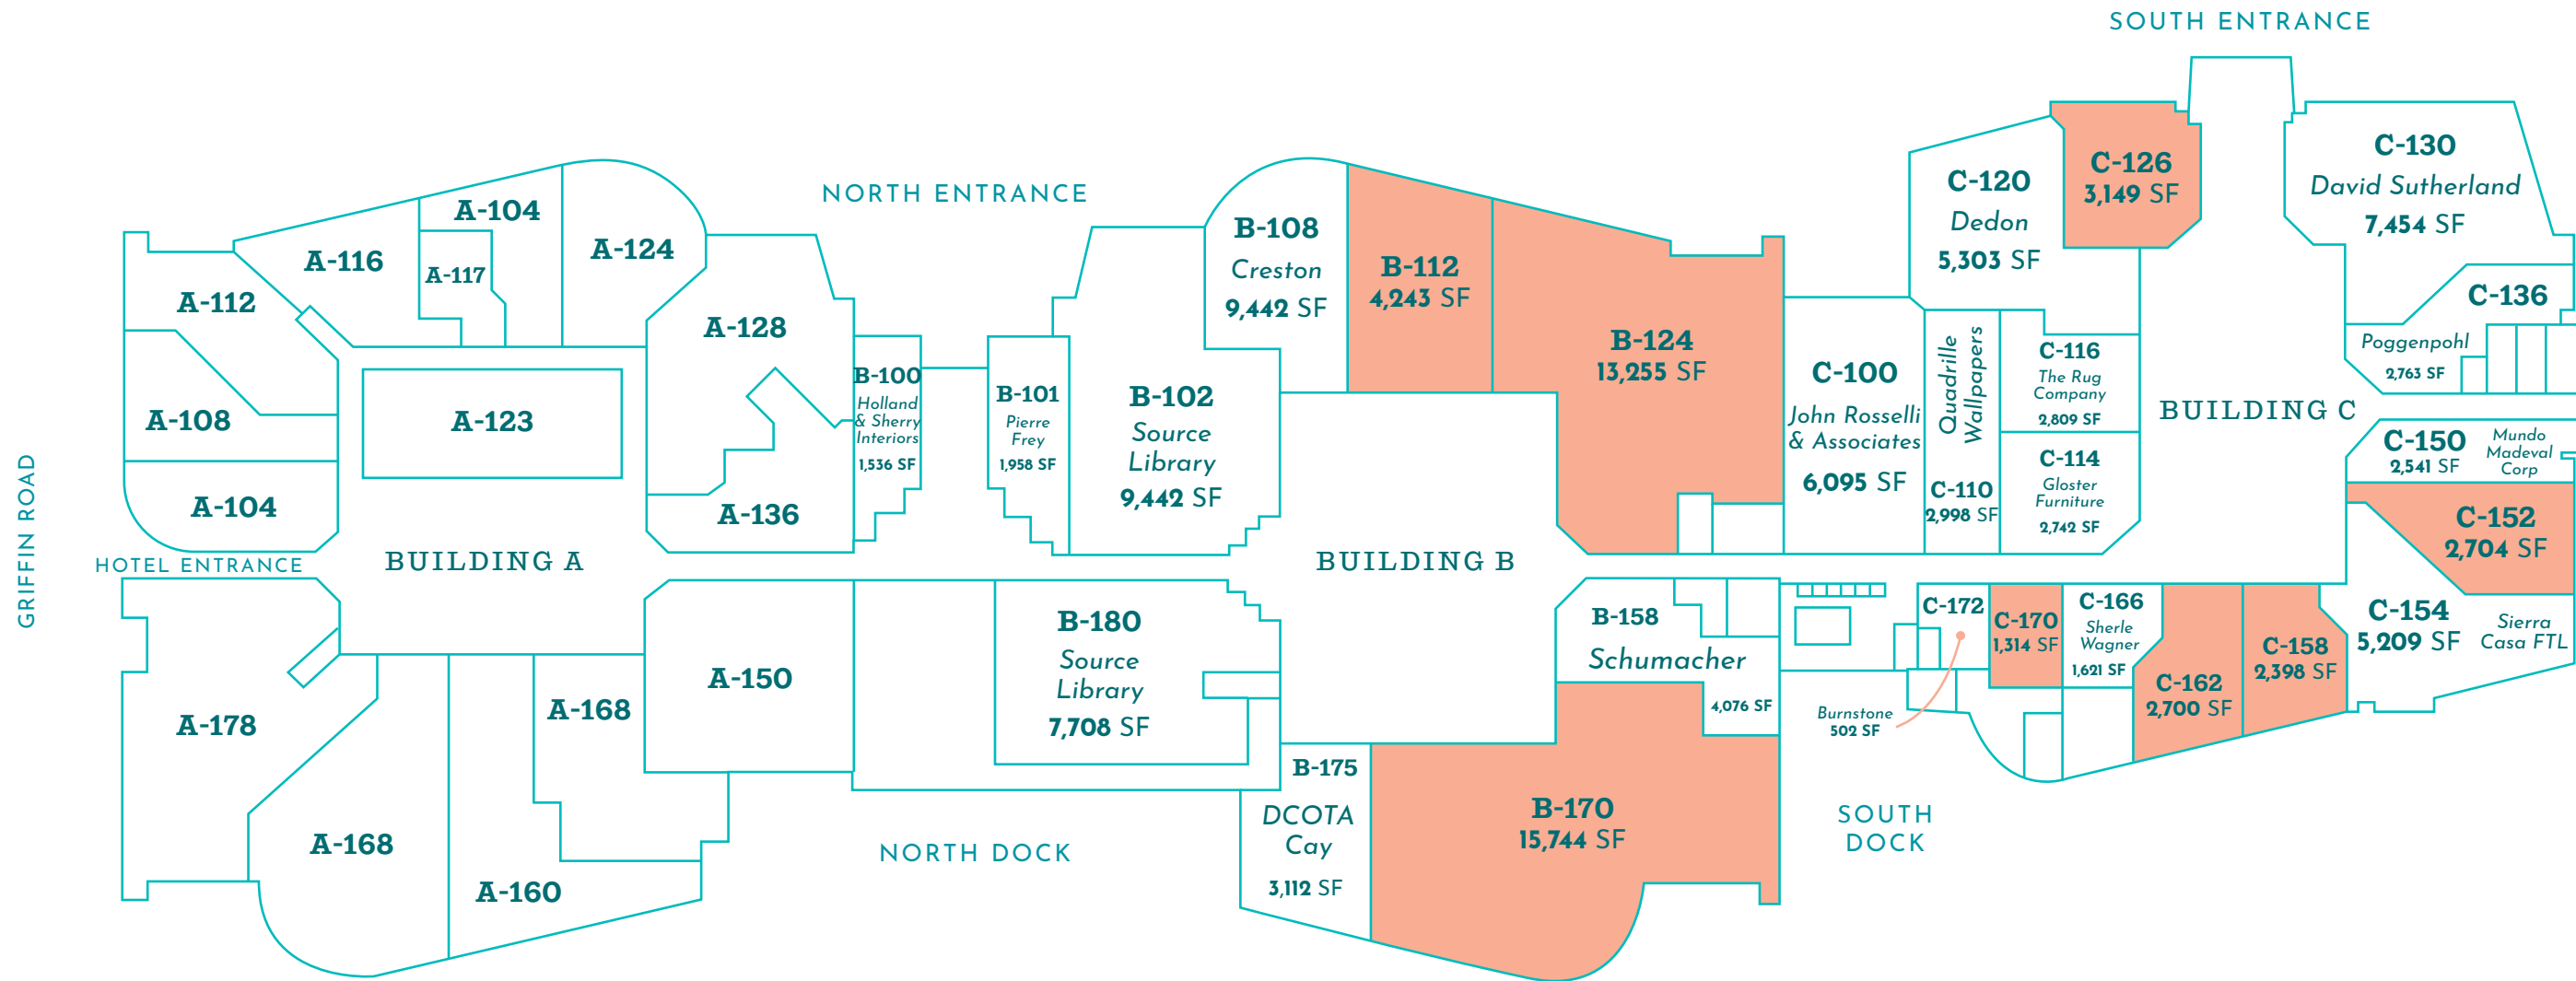 SOUTH ENTRANCE
NORTH ENTRANCE
GRIFFIN ROAD
HOTEL ENTRANCE
BUILDING A
A-112
A-116
A-104
A-117
A-124
A-108
A-123
A-104
A-128
A-136
A-178
A-168
A-160
A-168
A-150
B-100
Holland
& Sherry
Interiors
1,536 SF
B-101
Pierre
Frey
1,958 SF
B-102
Source
Library
9,442 SF
B-108
Creston
9,442 SF
B-112
4,243 SF
B-124
13,255 SF
BUILDING B
B-180
Source
Library
7,708 SF
NORTH DOCK
B-175
DCOTA
Cay
3,112 SF
B-170
15,744 SF
B-158
Schumacher
4,076 SF
C-100
John Rosselli
& Associates
6,095 SF
Quadrille
Wallpapers
C-110
2,998 SF
C-120
Dedon
5,303 SF
C-126
3,149 SF
C-116
The Rug
Company
2,809 SF
C-114
Gloster
Furniture
2,742 SF
BUILDING C
C-130
David Sutherland
7,454 SF
C-136
Poggenpohl
2,763 SF
C-150
2,541 SF
Mundo
Madeval
Corp
C-152
2,704 SF
C-154
5,209 SF
Sierra
Casa FTL
C-158
2,398 SF
C-162
2,700 SF
C-166
Sherle
Wagner
1,621 SF
C-170
1,314 SF
C-172
Burnstone
502 SF
SOUTH
DOCK